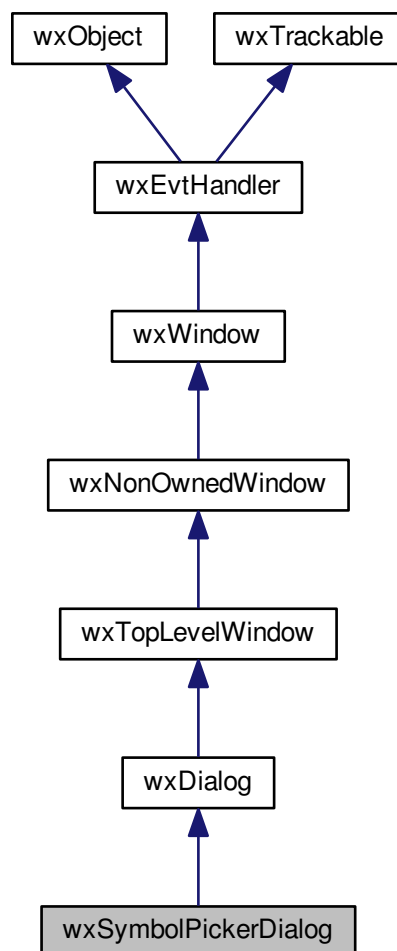 wxObject
wxTrackable
wxEvtHandler
wxWindow
wxNonOwnedWindow
wxTopLevelWindow
wxDialog
wxSymbolPickerDialog